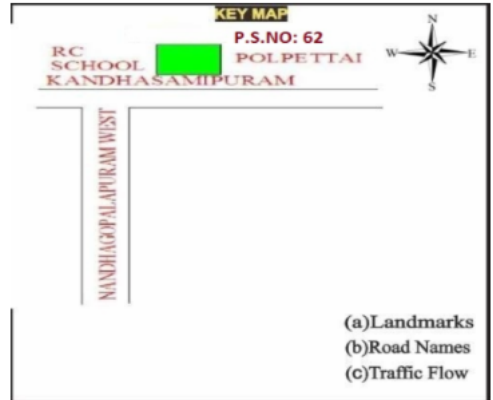 KEY MAP
P.S.NO: 62
RC
SCHOOL
POLPETTAI
KANDHASAMIPURAM
N
W
E
S
NANDHAGOPALAPURAM WEST
(a)Landmarks
(b)Road Names
(c)Traffic Flow